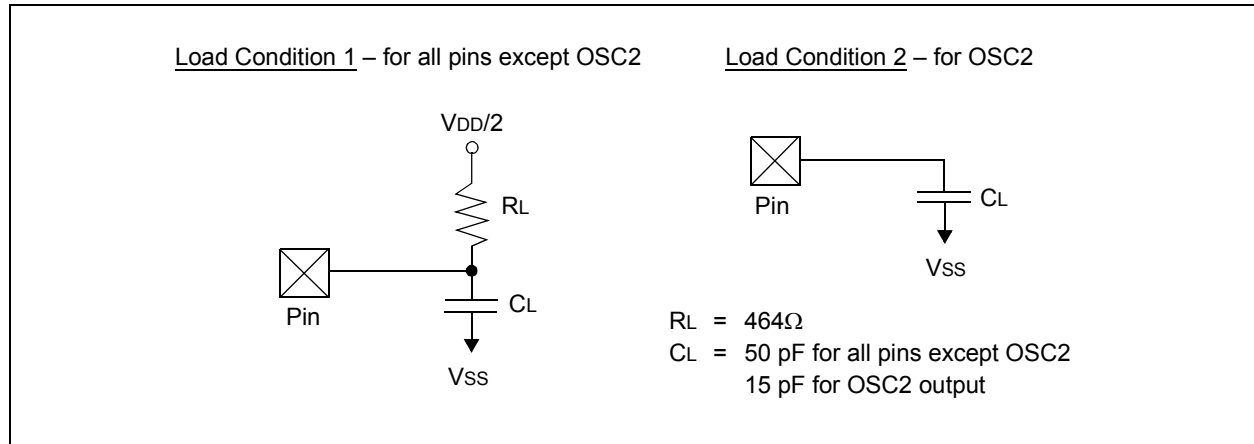 Load Condition 1 – for all pins except OSC2
VDD/2
RL
Pin
CL
VSS
Load Condition 2 – for OSC2
Pin
CL
VSS
RL = 464Ω
CL = 50 pF for all pins except OSC2
15 pF for OSC2 output